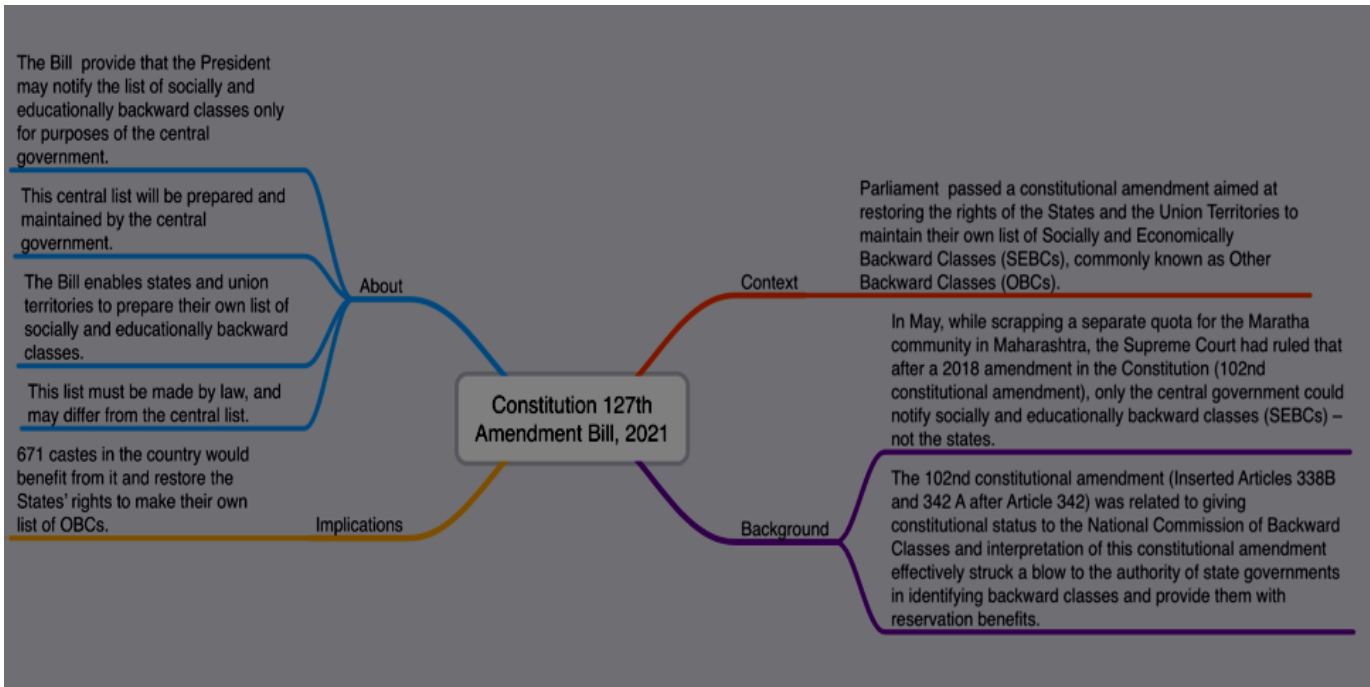 The Bill provide that the President
may notify the list of socially and
educationally backward classes only
for purposes of the central
government.
This central list will be prepared and
maintained by the central
government.
The Bill enables states and union
territories to prepare their own list of
socially and educationally backward
classes.
This list must be made by law, and
may differ from the central list.
About
671 castes in the country would
benefit from it and restore the
States' rights to make their own
list of OBCs.
Implications
Constitution 127th
Amendment Bill, 2021
Context
Parliament passed a constitutional amendment aimed at
restoring the rights of the States and the Union Territories to
maintain their own list of Socially and Economically
Backward Classes (SEBCs), commonly known as Other
Backward Classes (OBCs).
Background
In May, while scrapping a separate quota for the Maratha
community in Maharashtra, the Supreme Court had ruled that
after a 2018 amendment in the Constitution (102nd
constitutional amendment), only the central government could
notify socially and educationally backward classes (SEBCs) –
not the states.
The 102nd constitutional amendment (Inserted Articles 338B
and 342 A after Article 342) was related to giving
constitutional status to the National Commission of Backward
Classes and interpretation of this constitutional amendment
effectively struck a blow to the authority of state governments
in identifying backward classes and provide them with
reservation benefits.